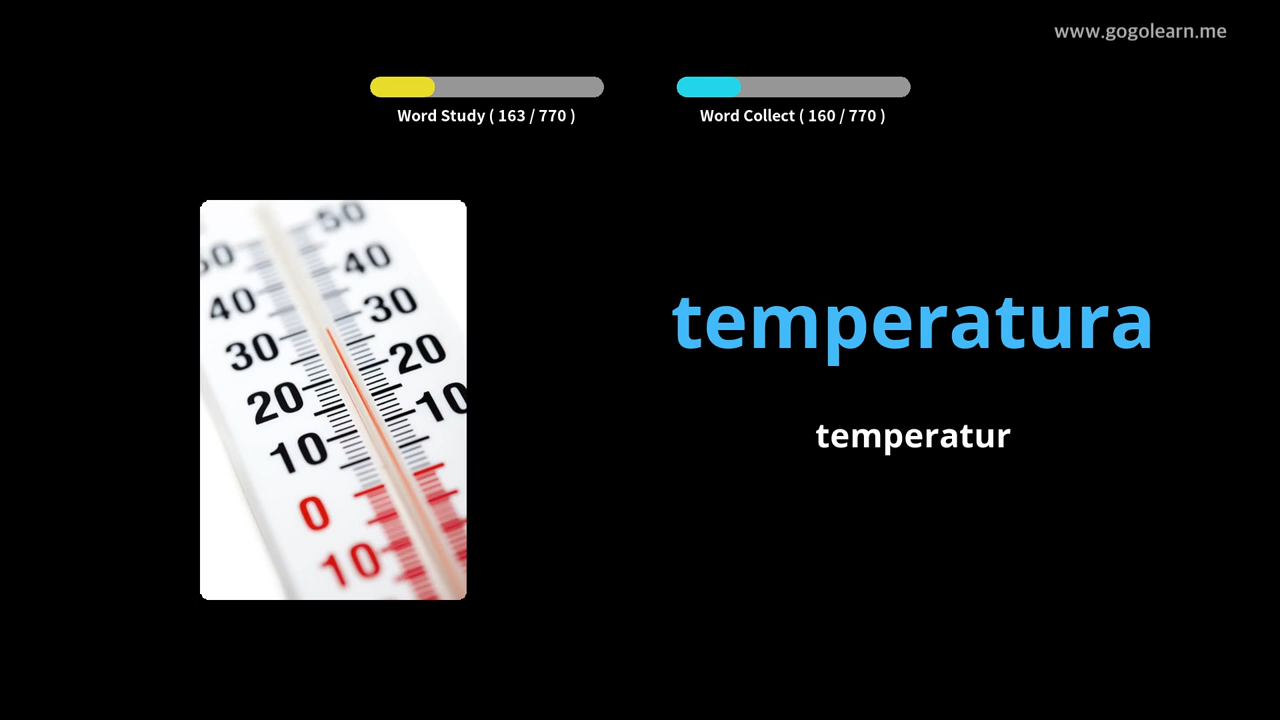 www.gogolearn.me
Word Study ( 163 / 770 )
Word Collect ( 160 / 770 )
50
50
40
40
30
30
20
20
10
10
0
10
temperatura
temperatur